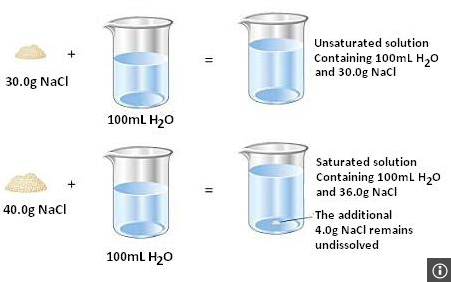 30.0g NaCl
+
100mL H₂O
=
Unsaturated solution
Containing 100mL H₂O
and 30.0g NaCl
40.0g NaCl
+
100mL H₂O
=
Saturated solution
Containing 100mL H₂O
and 36.0g NaCl
The additional
4.0g NaCl remains
undissolved